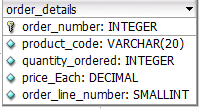 order_details
order_number: INTEGER
product_code: VARCHAR(20)
quantity_ordered: INTEGER
price_Each: DECIMAL
order_line_number: SMALLINT